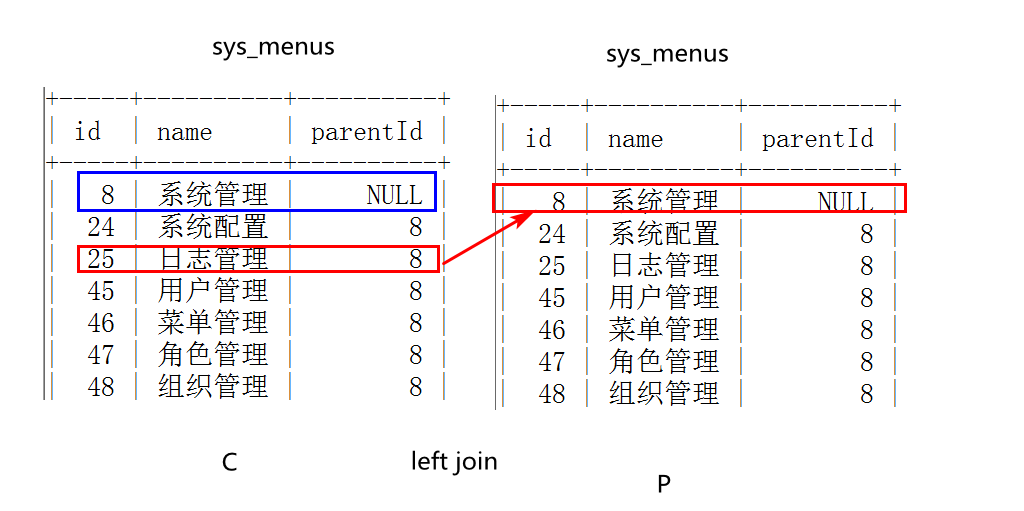 sys_menus
+-----+----------+----------+
| id | name | parentId |
+-----+----------+----------+
| 8 | 系统管理 | NULL |
| 24 | 系统配置 | 8 |
| 25 | 日志管理 | 8 |
| 45 | 用户管理 | 8 |
| 46 | 菜单管理 | 8 |
| 47 | 角色管理 | 8 |
| 48 | 组织管理 | 8 |
C
left join
sys_menus
+-----+----------+----------+
| id | name | parentId |
+-----+----------+----------+
| 8 | 系统管理 | NULL |
| 24 | 系统配置 | 8 |
| 25 | 日志管理 | 8 |
| 45 | 用户管理 | 8 |
| 46 | 菜单管理 | 8 |
| 47 | 角色管理 | 8 |
| 48 | 组织管理 | 8 |
P